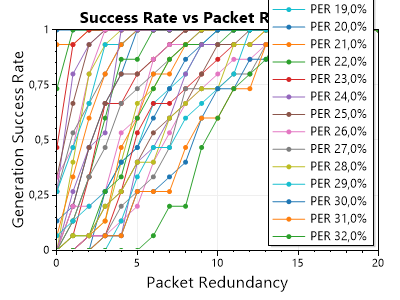 Success Rate vs Packet R
PER 19,0%
PER 20,0%
PER 21,0%
PER 22,0%
PER 23,0%
PER 24,0%
PER 25,0%
PER 26,0%
PER 27,0%
PER 28,0%
PER 29,0%
PER 30,0%
PER 31,0%
PER 32,0%
Generation Success Rate
1
0,75
0,5
0,25
0
0
5
10
15
20
Packet Redundancy